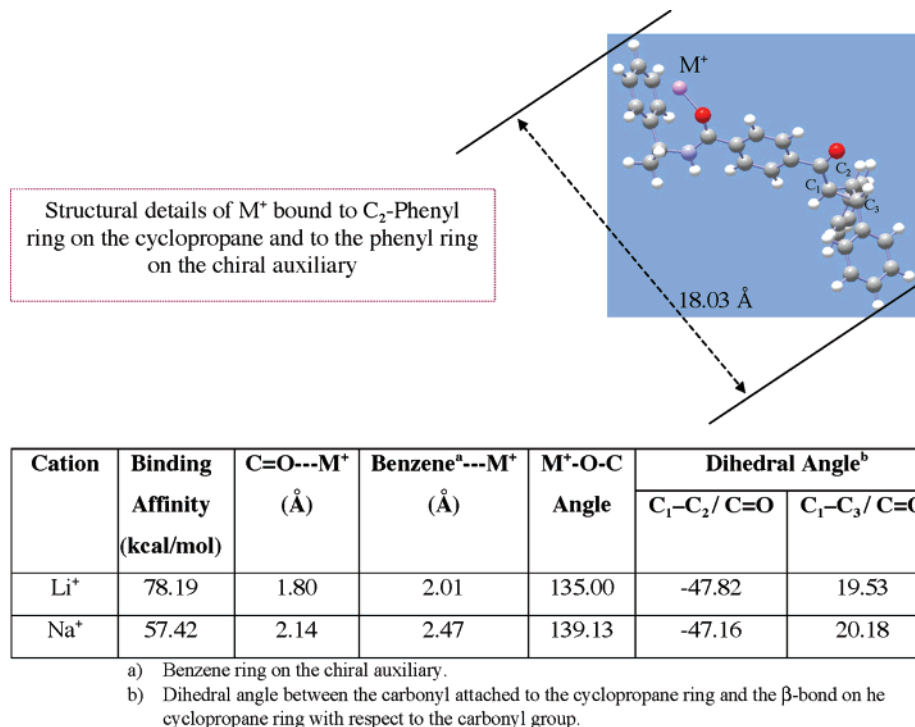 M⁺
C₂
C₁
C₃
Structural details of M⁺ bound to C₂-Phenyl
ring on the cyclopropane and to the phenyl ring
on the chiral auxiliary
18.03 Å
Cation Binding Affinity (kcal/mol) C=O---M⁺ (Å) Benzeneᵃ---M⁺ (Å) M⁺-O-C Angle Dihedral Angleᵇ
C₁–C₂/ C=O C₁–C₃/ C=O
Li⁺ 78.19 1.80 2.01 135.00 -47.82 19.53
Na⁺ 57.42 2.14 2.47 139.13 -47.16 20.18
a) Benzene ring on the chiral auxiliary.
b) Dihedral angle between the carbonyl attached to the cyclopropane ring and the β-bond on he
cyclopropane ring with respect to the carbonyl group.